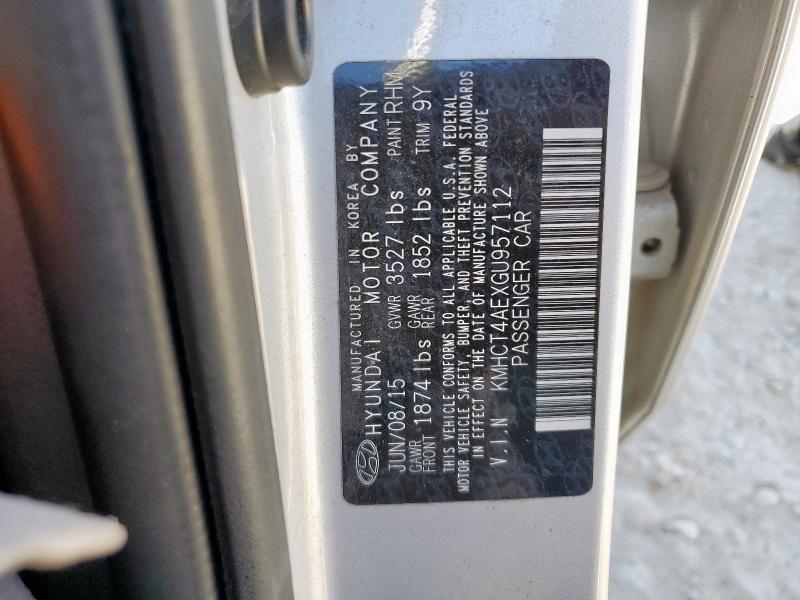 MANUFACTURED IN KOREA BY
HYUNDAI MOTOR COMPANY
JUN/08/15 GVWR 3527 lbs PAINT RHM
GAWR FRONT 1874 lbs GAWR REAR 1852 lbs TRIM 9Y
THIS VEHICLE CONFORMS TO ALL APPLICABLE U.S.A. FEDERAL
MOTOR VEHICLE SAFETY, BUMPER, AND THEFT PREVENTION STANDARDS
IN EFFECT ON THE DATE OF MANUFACTURE SHOWN ABOVE
V.I.N KMHCT4AEXGU957112
PASSENGER CAR